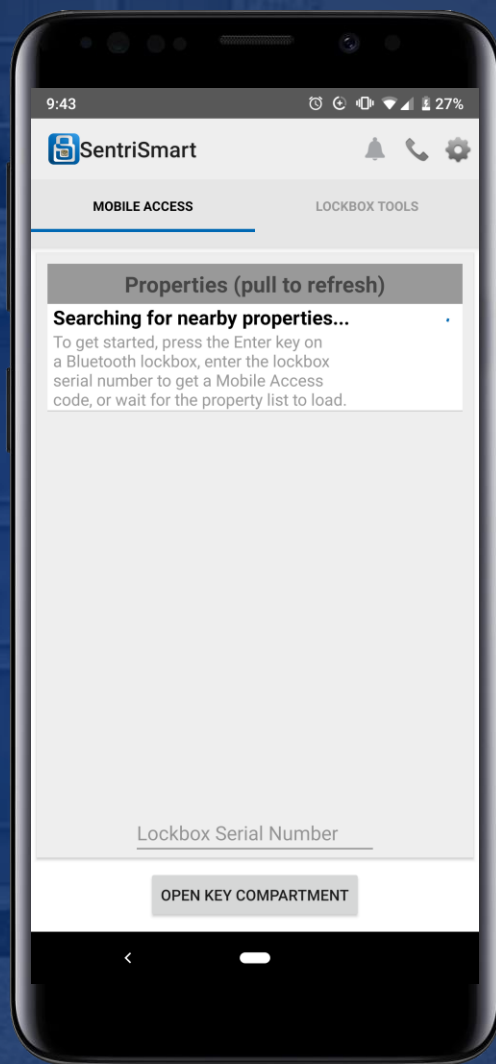 9:43
27%
SentriSmart
MOBILE ACCESS
LOCKBOX TOOLS
Properties (pull to refresh)
Searching for nearby properties...
To get started, press the Enter key on
a Bluetooth lockbox, enter the lockbox
serial number to get a Mobile Access
code, or wait for the property list to load.
Lockbox Serial Number
OPEN KEY COMPARTMENT